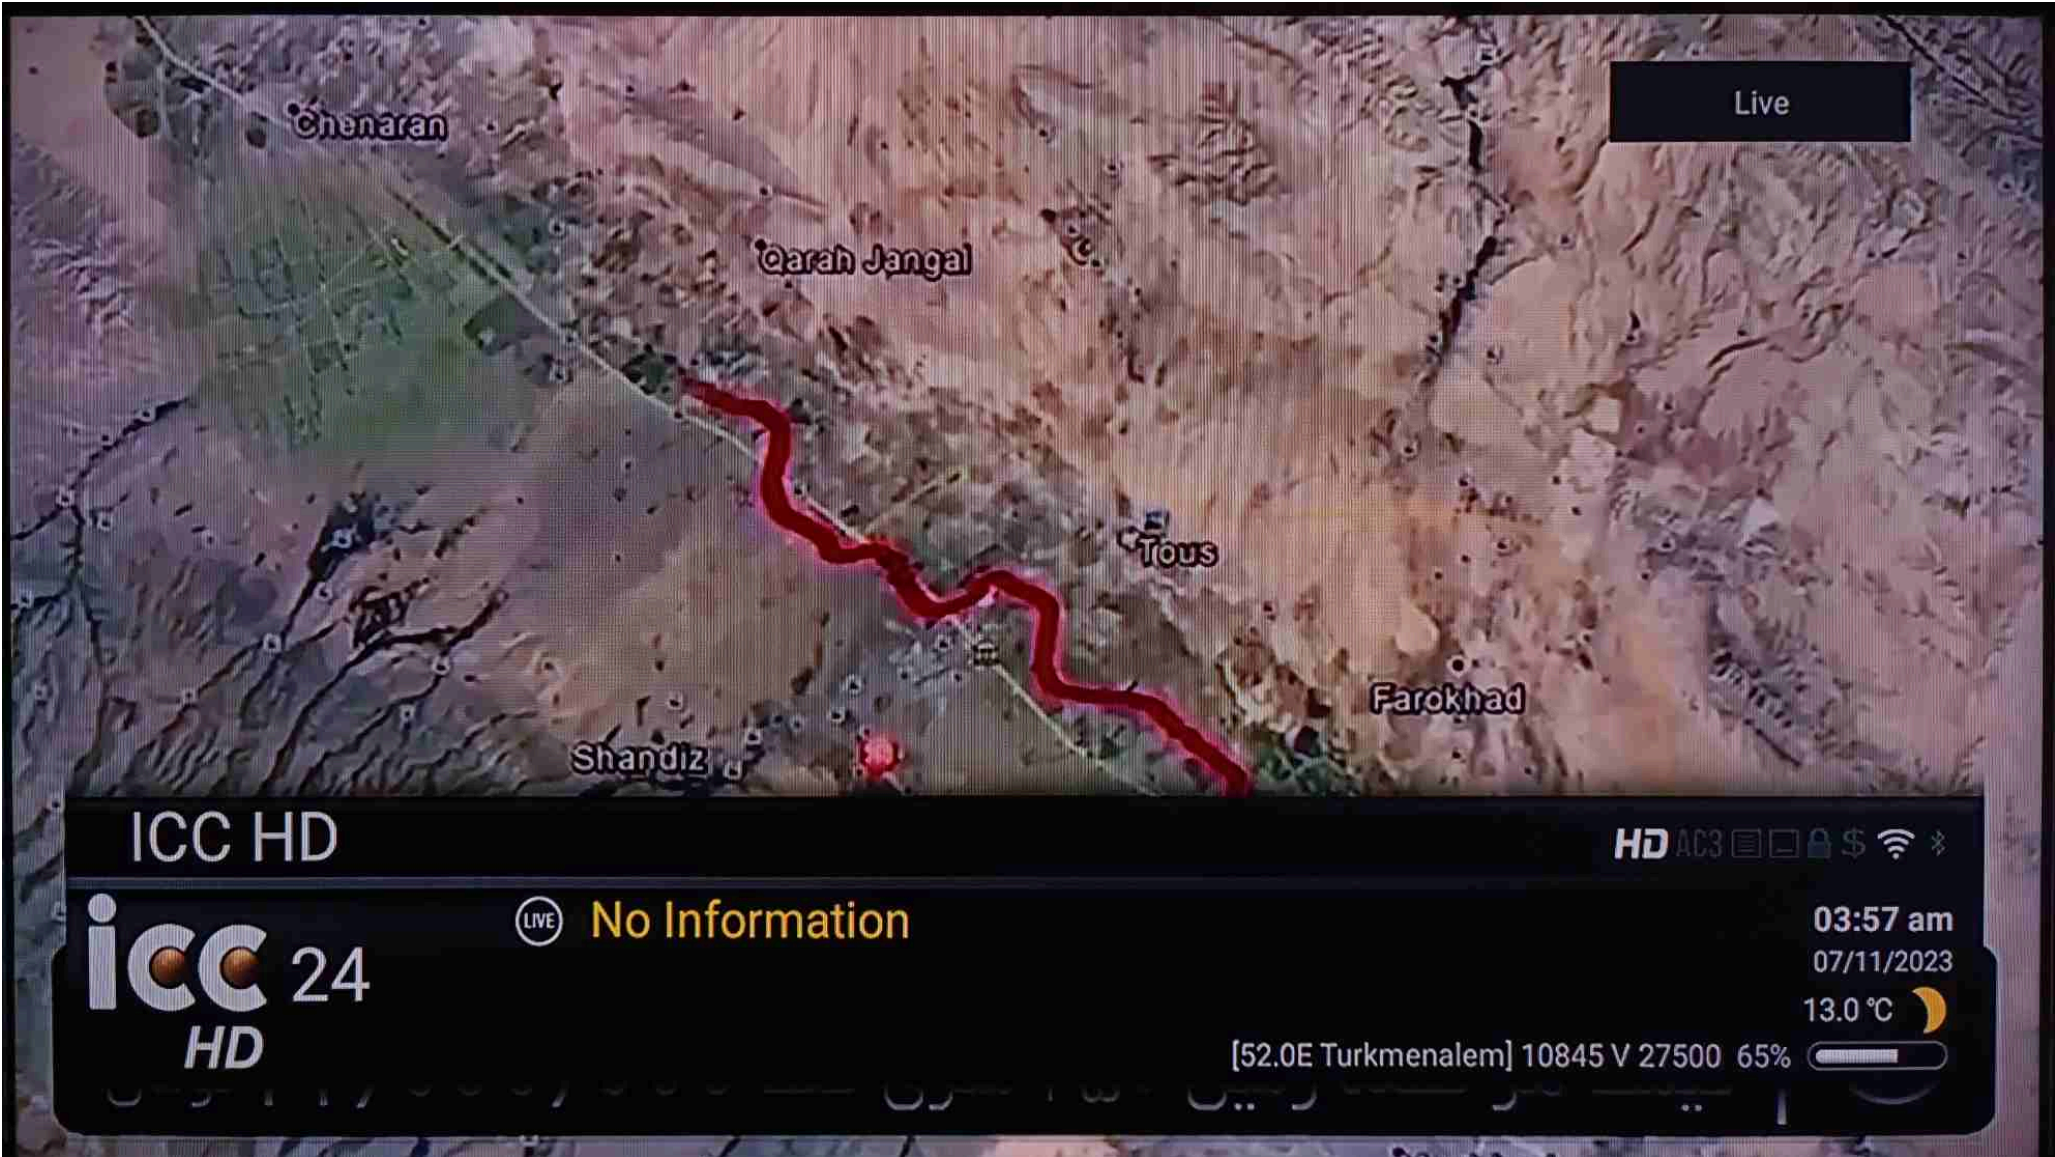 Live
Chenaran
Qarah Jangal
Tous
Farokhad
Shandiz
ICC HD
HD AC3 $
icc 24
HD
LIVE No Information
03:57 am
07/11/2023
13.0 °C
[52.0E Turkmenalem] 10845 V 27500 65%